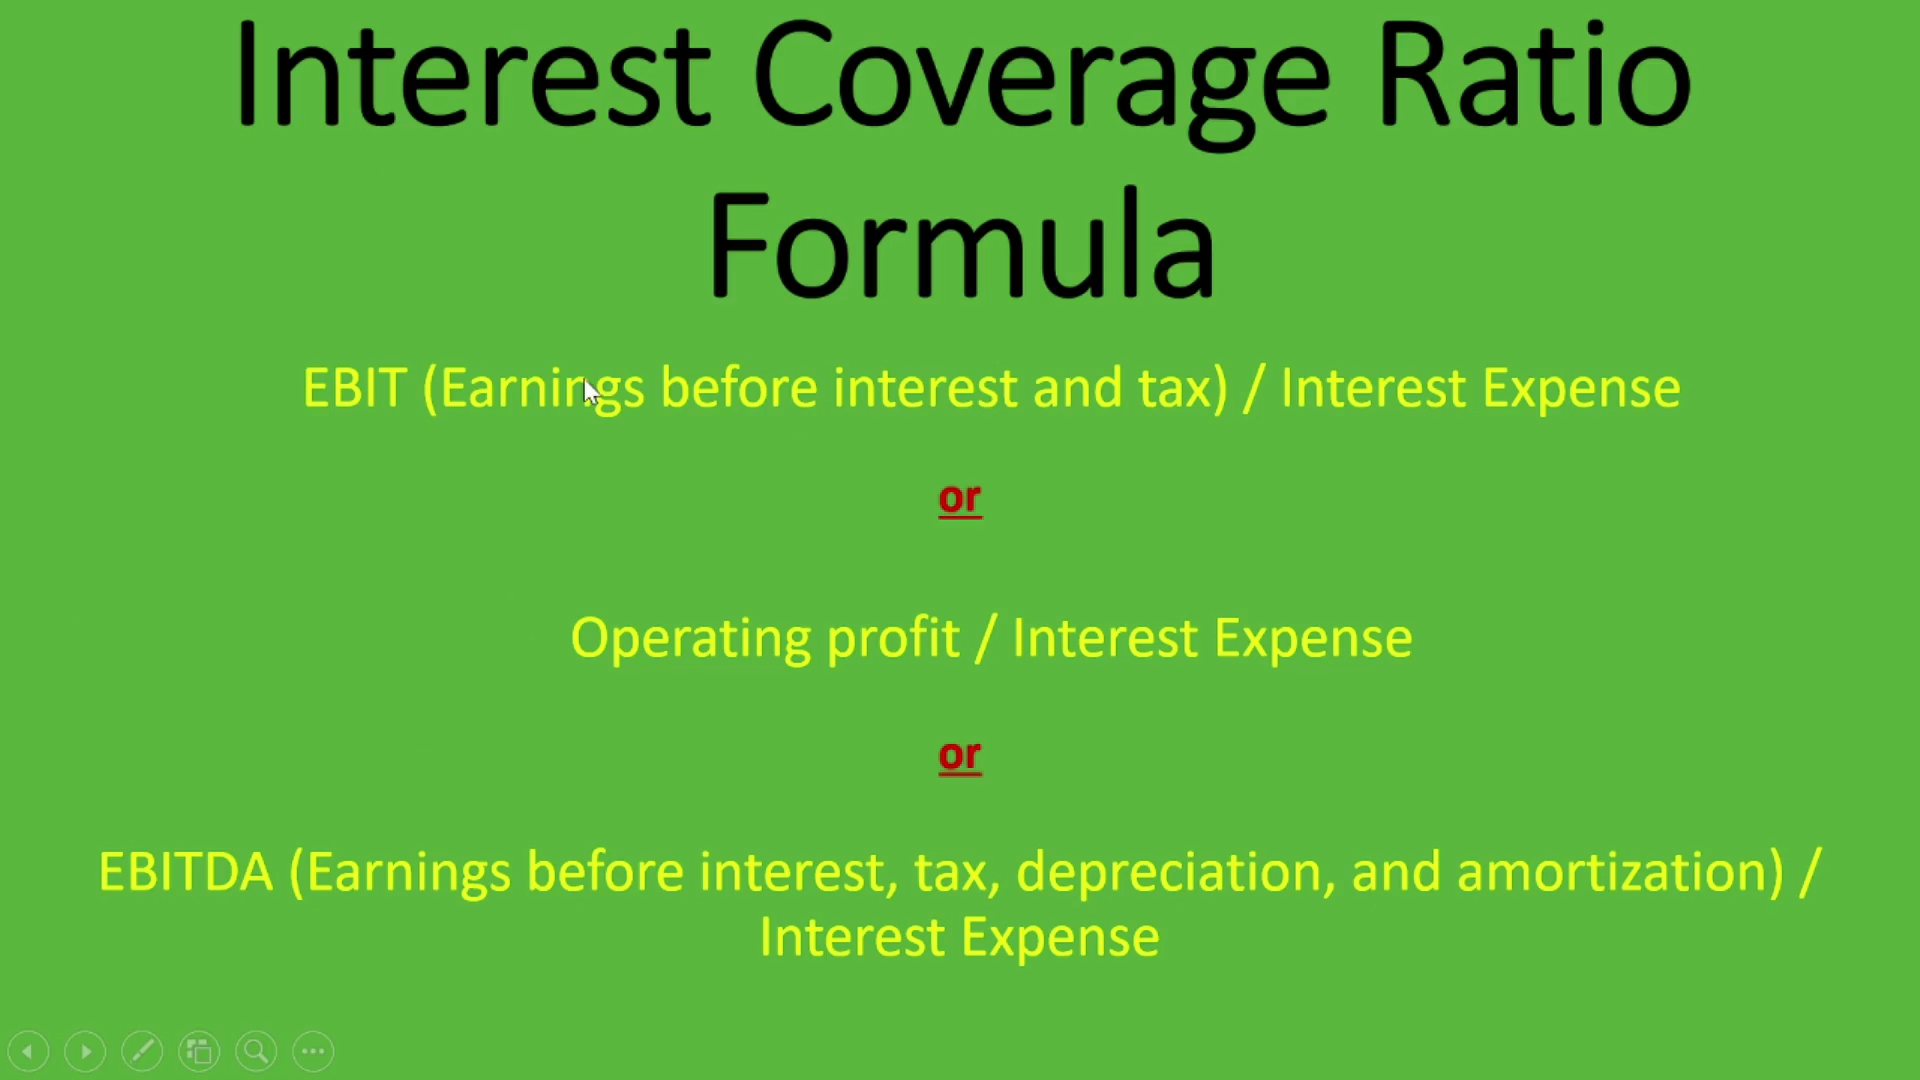 Interest Coverage Ratio
Formula
EBIT (Earnings before interest and tax) / Interest Expense
or
Operating profit / Interest Expense
or
EBITDA (Earnings before interest, tax, depreciation, and amortization) /
Interest Expense